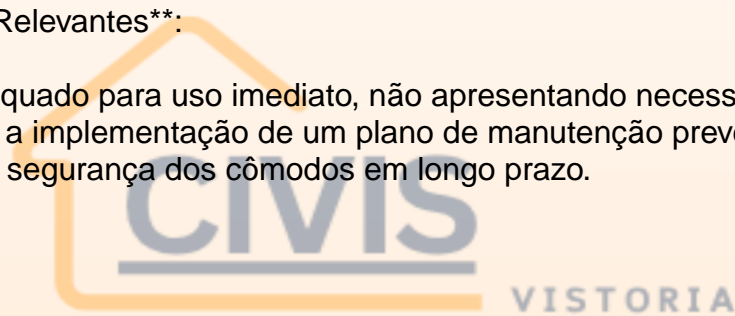 Relevantes**:
quado para uso imediato, não apresentando necess
a implementação de um plano de manutenção preve
segurança dos cômodos em longo prazo.
CIVIS
VISTORIA